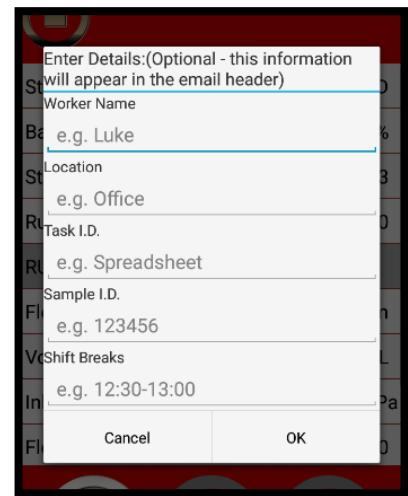 Enter Details:(Optional - this information
will appear in the email header)
Worker Name
e.g. Luke
Location
e.g. Office
Task I.D.
e.g. Spreadsheet
Sample I.D.
e.g. 123456
Shift Breaks
e.g. 12:30-13:00
Cancel OK